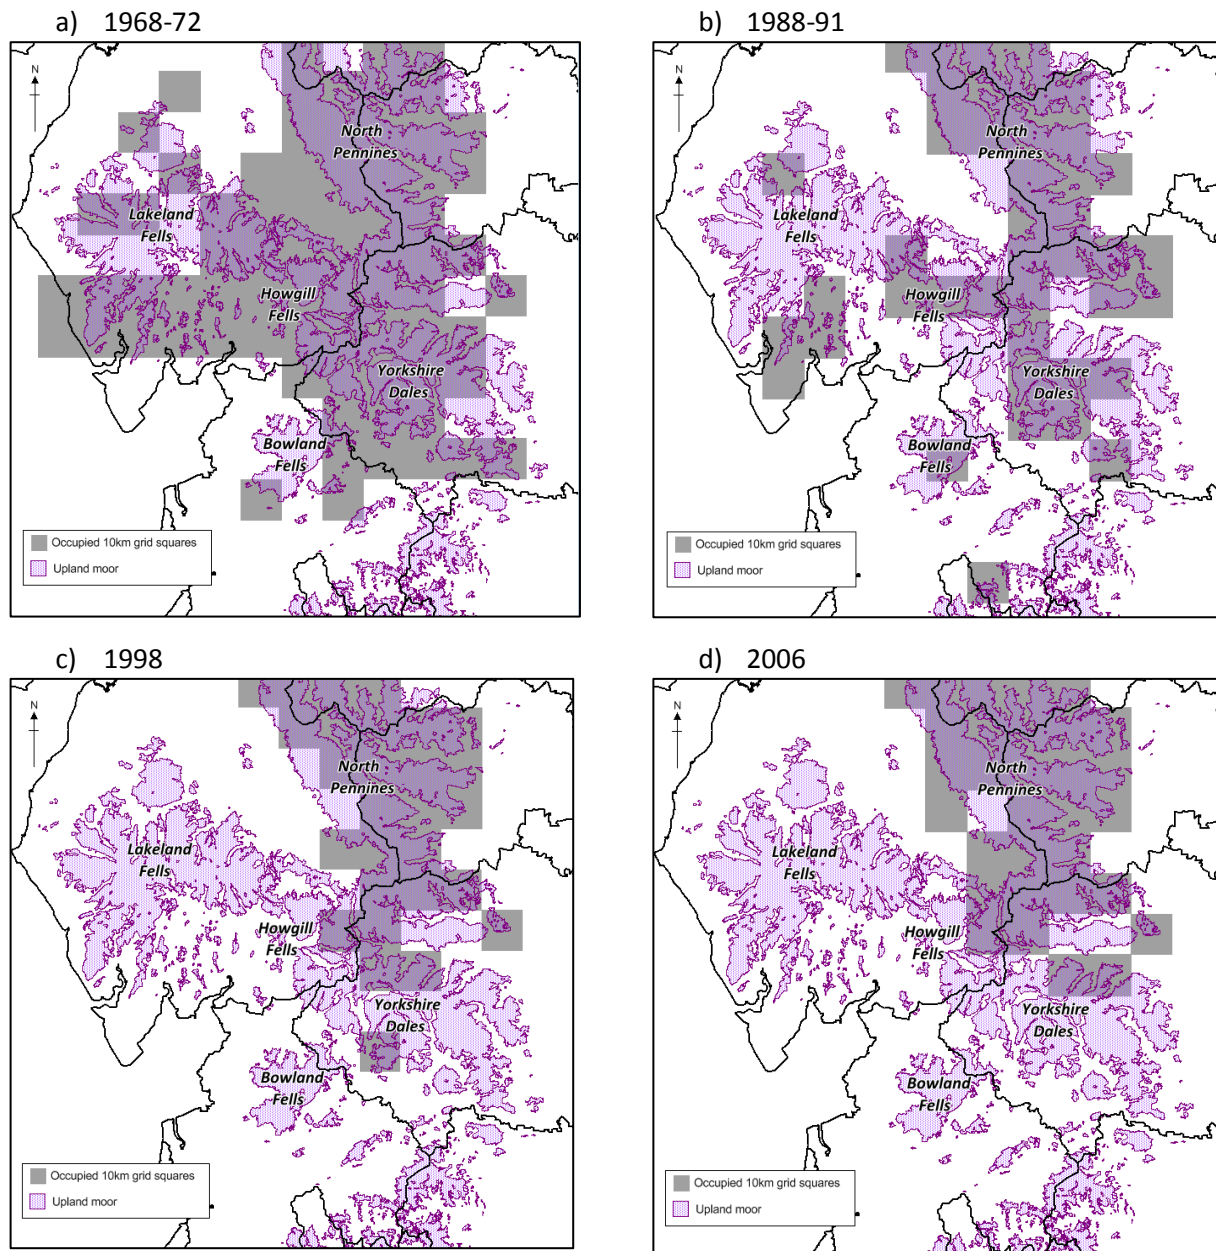 a) 1968-72
N
North
Pennines
Lakeland
Fells
Howgill
Fells
Yorkshire
Dales
Bowland
Fells
Occupied 10km grid squares
Upland moor
b) 1988-91
N
North
Pennines
Lakeland
Fells
Howgill
Fells
Yorkshire
Dales
Bowland
Fells
Occupied 10km grid squares
Upland moor
c) 1998
N
North
Pennines
Lakeland
Fells
Howgill
Fells
Yorkshire
Dales
Bowland
Fells
Occupied 10km grid squares
Upland moor
d) 2006
N
North
Pennines
Lakeland
Fells
Howgill
Fells
Yorkshire
Dales
Bowland
Fells
Occupied 10km grid squares
Upland moor